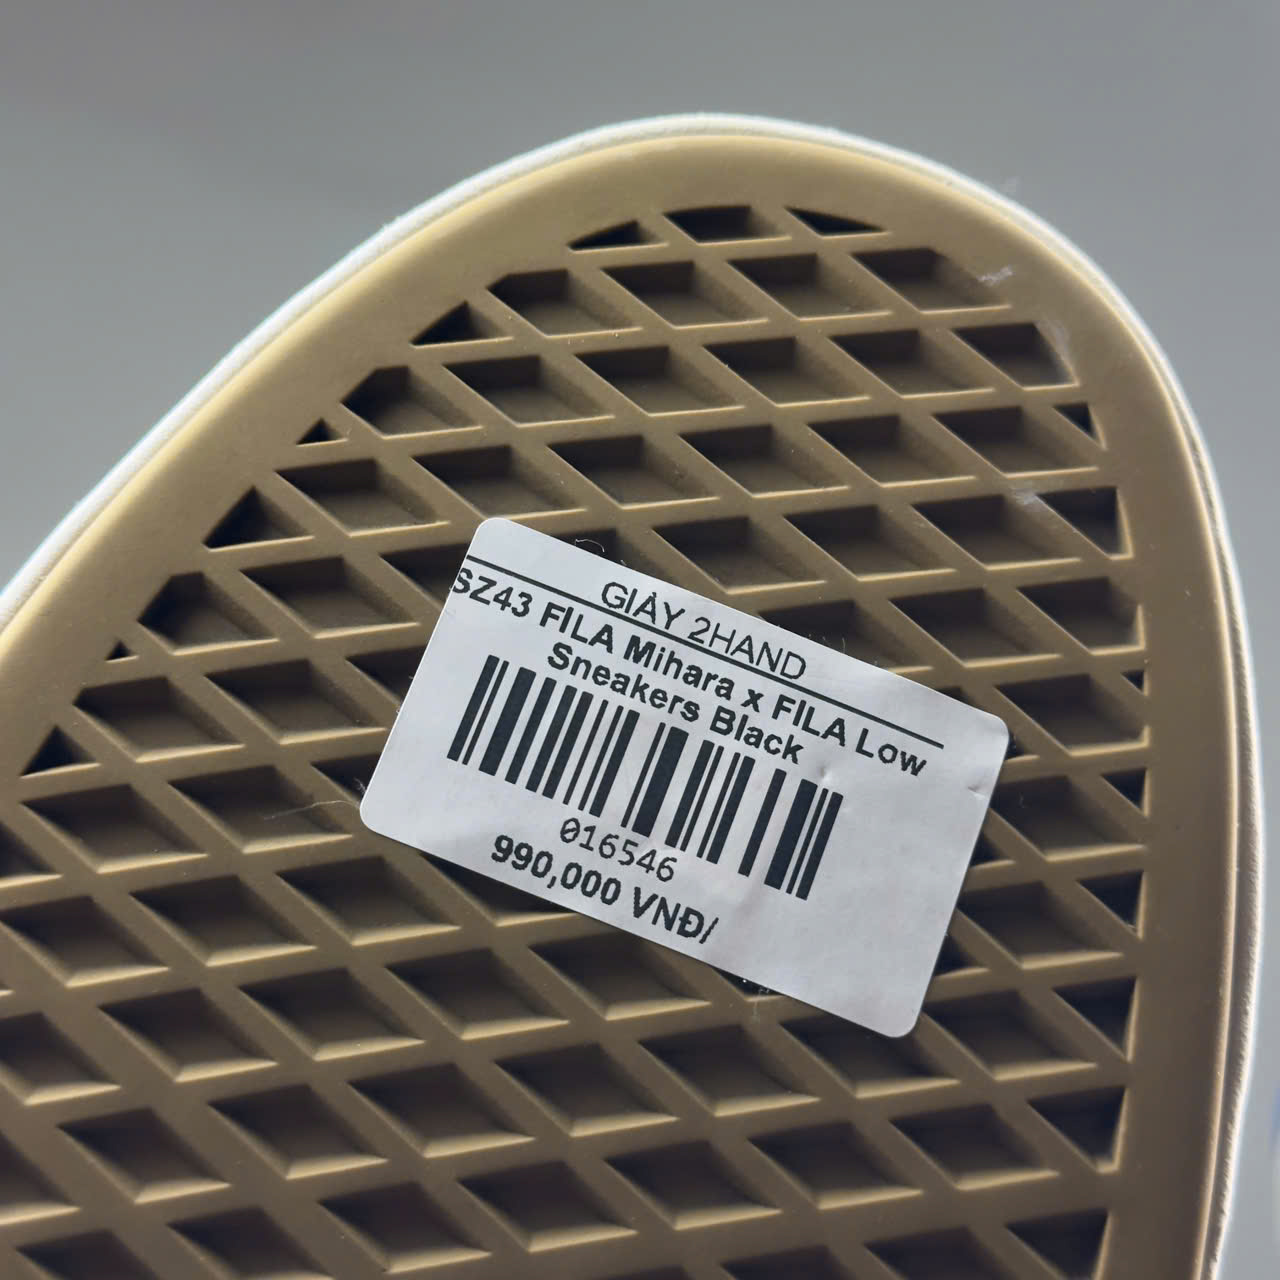 GIÀY 2HAND
SZ43 FILA Mihara x FILA Low
Sneakers Black
016546
990,000 VNĐ/